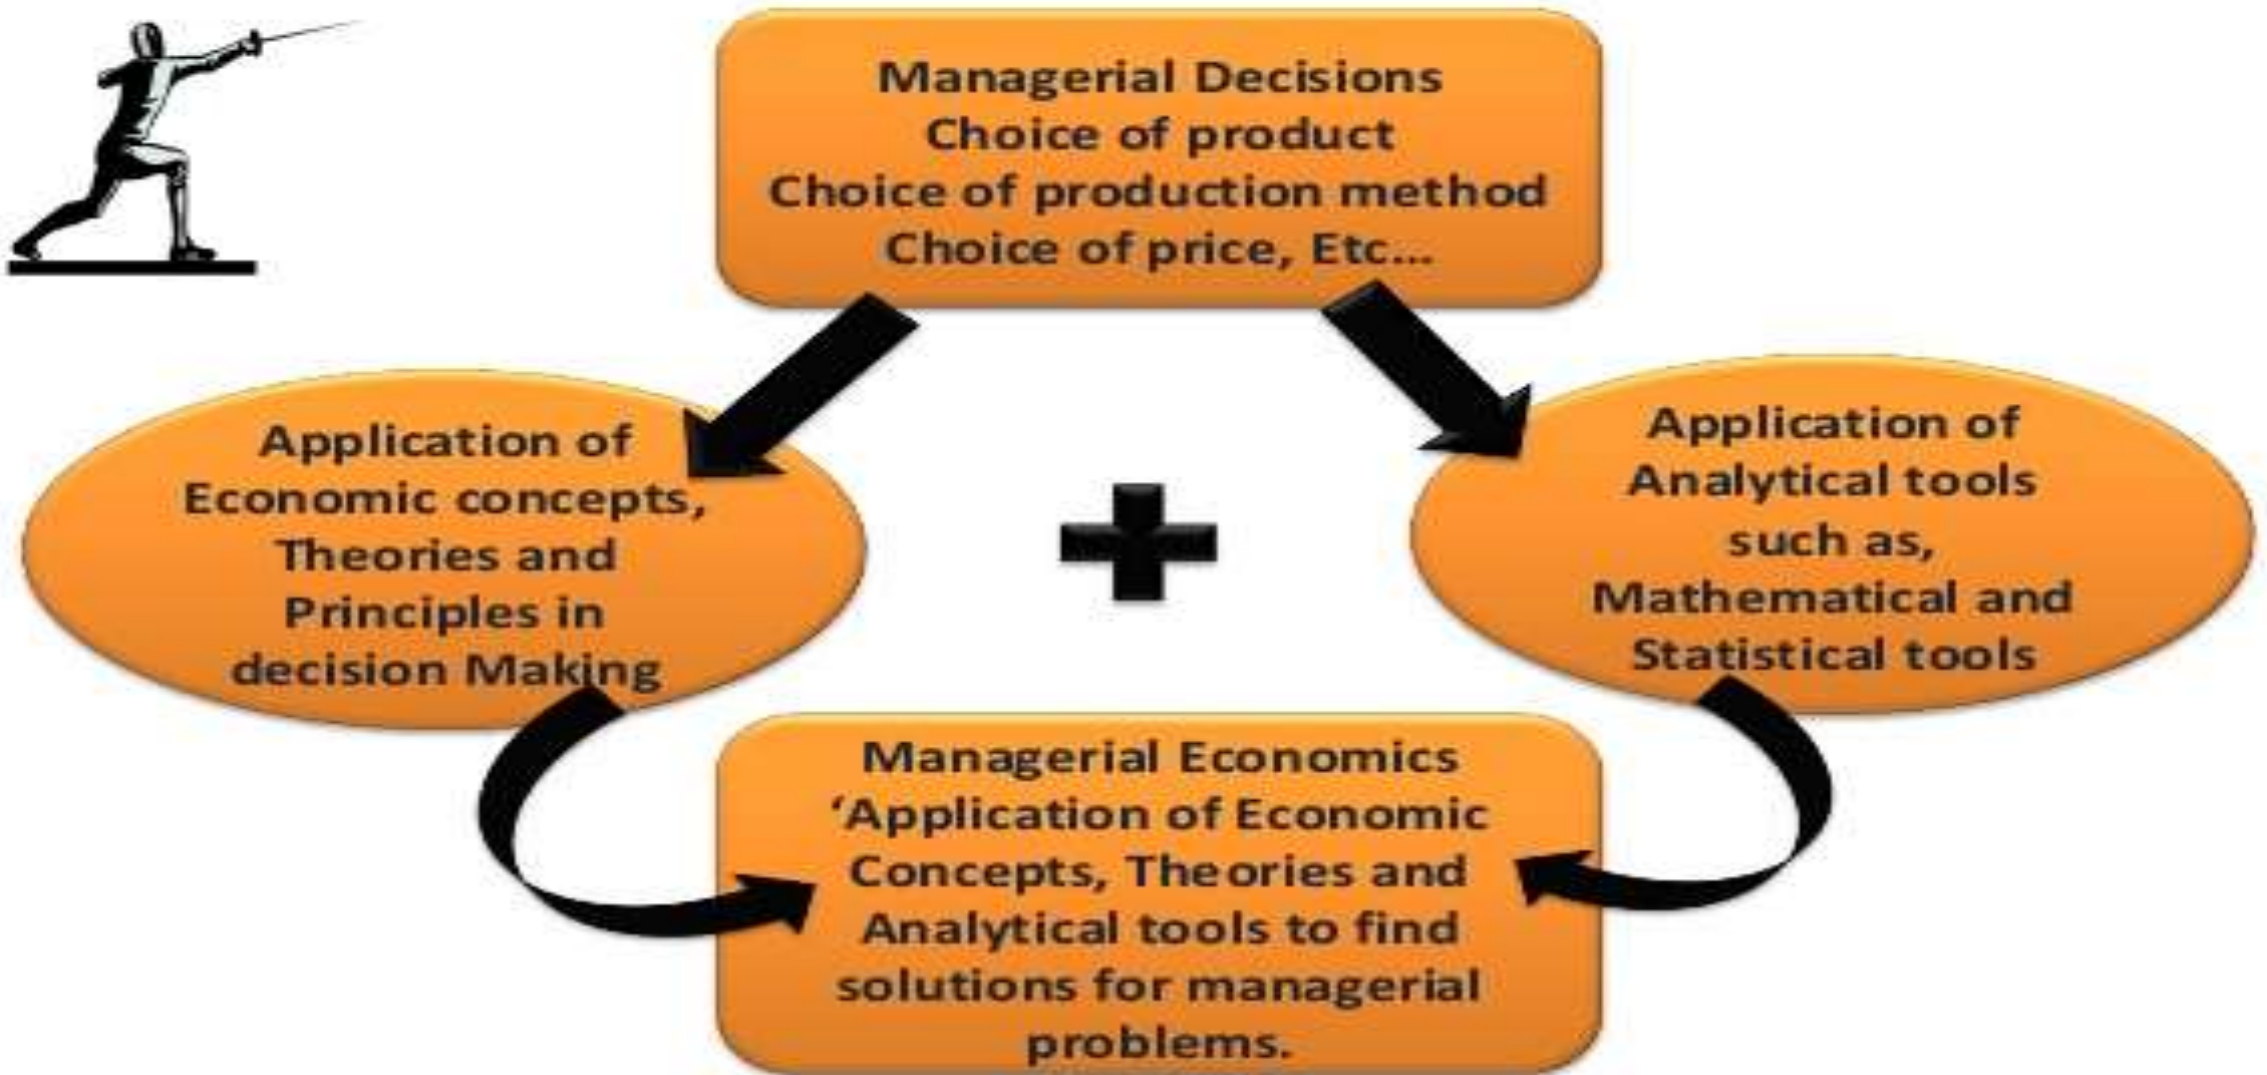 Managerial Decisions
Choice of product
Choice of production method
Choice of price, Etc...
Application of
Economic concepts,
Theories and
Principles in
decision Making
Application of
Analytical tools
such as,
Mathematical and
Statistical tools
Managerial Economics
‘Application of Economic
Concepts, Theories and
Analytical tools to find
solutions for managerial
problems.